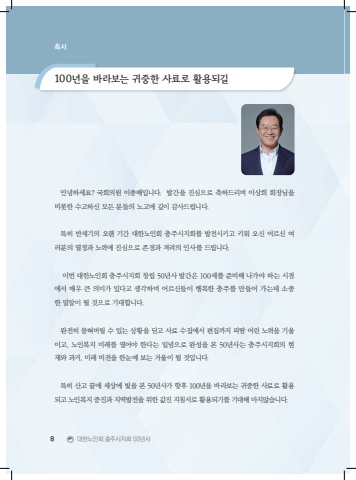 축사
100년을 바라보는 귀중한 사료로 활용되길
안녕하세요? 국회의원 이종배입니다. 발간을 진심으로 축하드리며 이상희 회장님을
비롯한 수고하신 모든 분들의 노고에 깊이 감사드립니다.
특히 반세기의 오랜 기간 대한노인회 충주시지회를 발전시키고 키워 오신 어르신 여
러분의 열정과 노력에 진심으로 존경과 격려의 인사를 드립니다.
이번 대한노인회 충주시지회 창립 50년사 발간은 100세를 준비해 나가야 하는 시점
에서 매우 큰 의미가 있다고 생각하며 어르신들이 행복한 충주를 만들어 가는데 소중
한 밑알이 될 것으로 기대합니다.
완전히 묻혀버릴 수 있는 상황을 딛고 사료 수집에서 편집까지 피땀 어린 노력을 기울
이고, 노인복지 미래를 열어야 한다는 일념으로 완성을 본 50년사는 충주시지회의 현
재와 과거, 미래 비전을 한눈에 보는 거울이 될 것입니다.
특히 산고 끝에 세상에 빛을 본 50년사가 향후 100년을 바라보는 귀중한 사료로 활용
되고 노인복지 증진과 지역발전을 위한 값진 지침서로 활용되기를 기대해 마지않습니다.
8 대한노인회 충주시지회 50년사